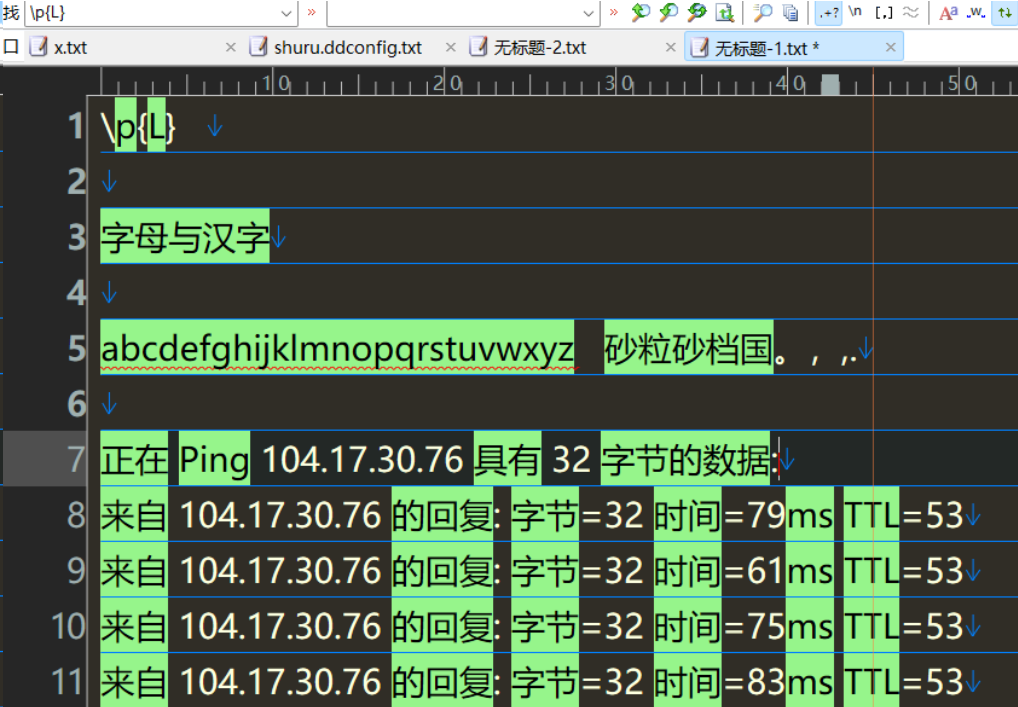 找 \p{L} » » .+? \n [,] ≈ Aa .w.
口 x.txt × shuru.ddconfig.txt × 无标题-2.txt × 无标题-1.txt * ×
10 20 30 40 50
1 \p{L}
2
3 字母与汉字
4
5 abcdefghijklmnopqrstuvwxyz 砂粒砂档国。，,.
6
7 正在 Ping 104.17.30.76 具有 32 字节的数据:
8 来自 104.17.30.76 的回复: 字节=32 时间=79ms TTL=53
9 来自 104.17.30.76 的回复: 字节=32 时间=61ms TTL=53
10 来自 104.17.30.76 的回复: 字节=32 时间=75ms TTL=53
11 来自 104.17.30.76 的回复: 字节=32 时间=83ms TTL=53